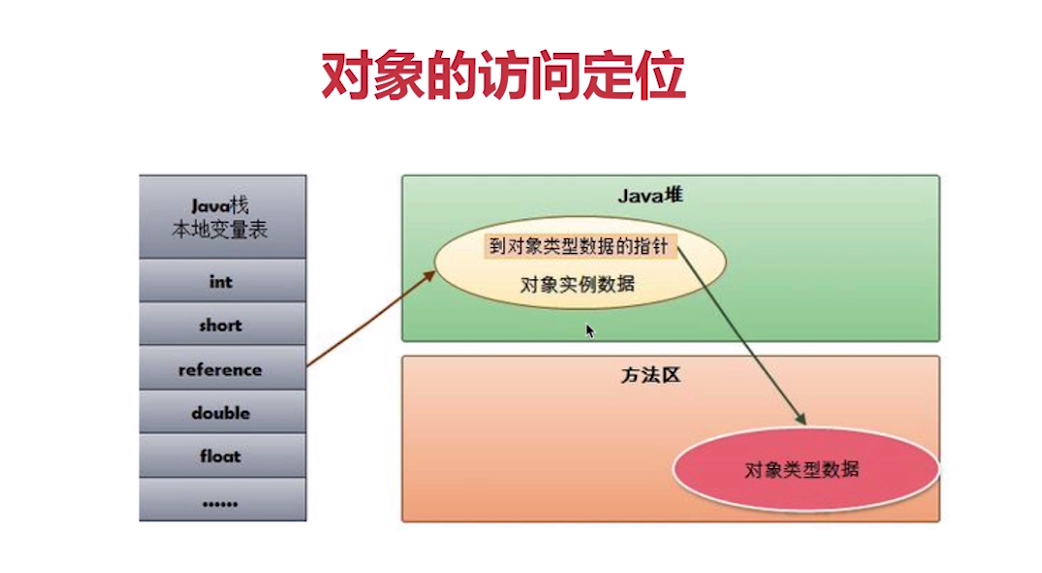 对象的访问定位
Java栈
本地变量表
int
short
reference
double
float
......
Java堆
到对象类型数据的指针
对象实例数据
方法区
对象类型数据